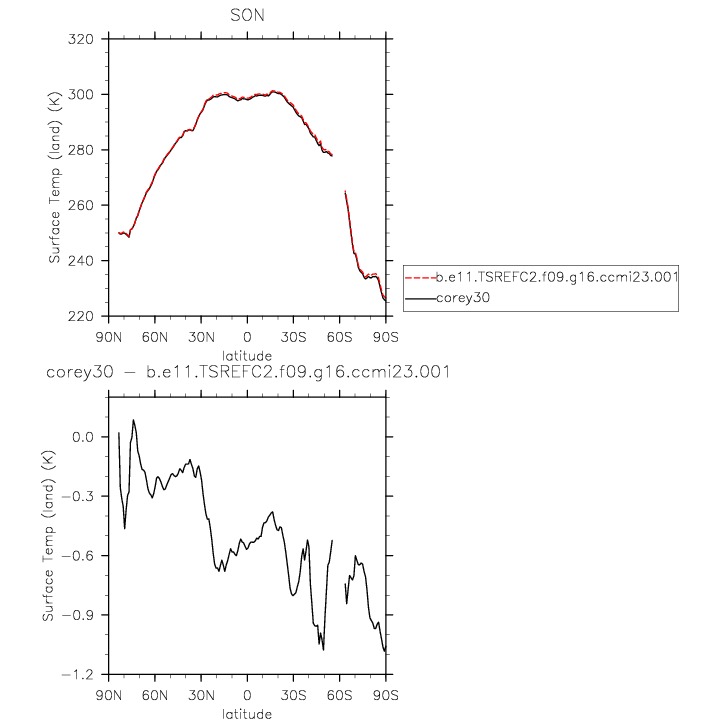 SON
320
300
280
260
240
220
Surface Temp (land) (K)
90N 60N 30N 0 30S 60S 90S
latitude
b.e11.TSREFC2.f09.g16.ccmi23.001
corey30
corey30 − b.e11.TSREFC2.f09.g16.ccmi23.001
0.0
−0.3
−0.6
−0.9
−1.2
Surface Temp (land) (K)
90N 60N 30N 0 30S 60S 90S
latitude